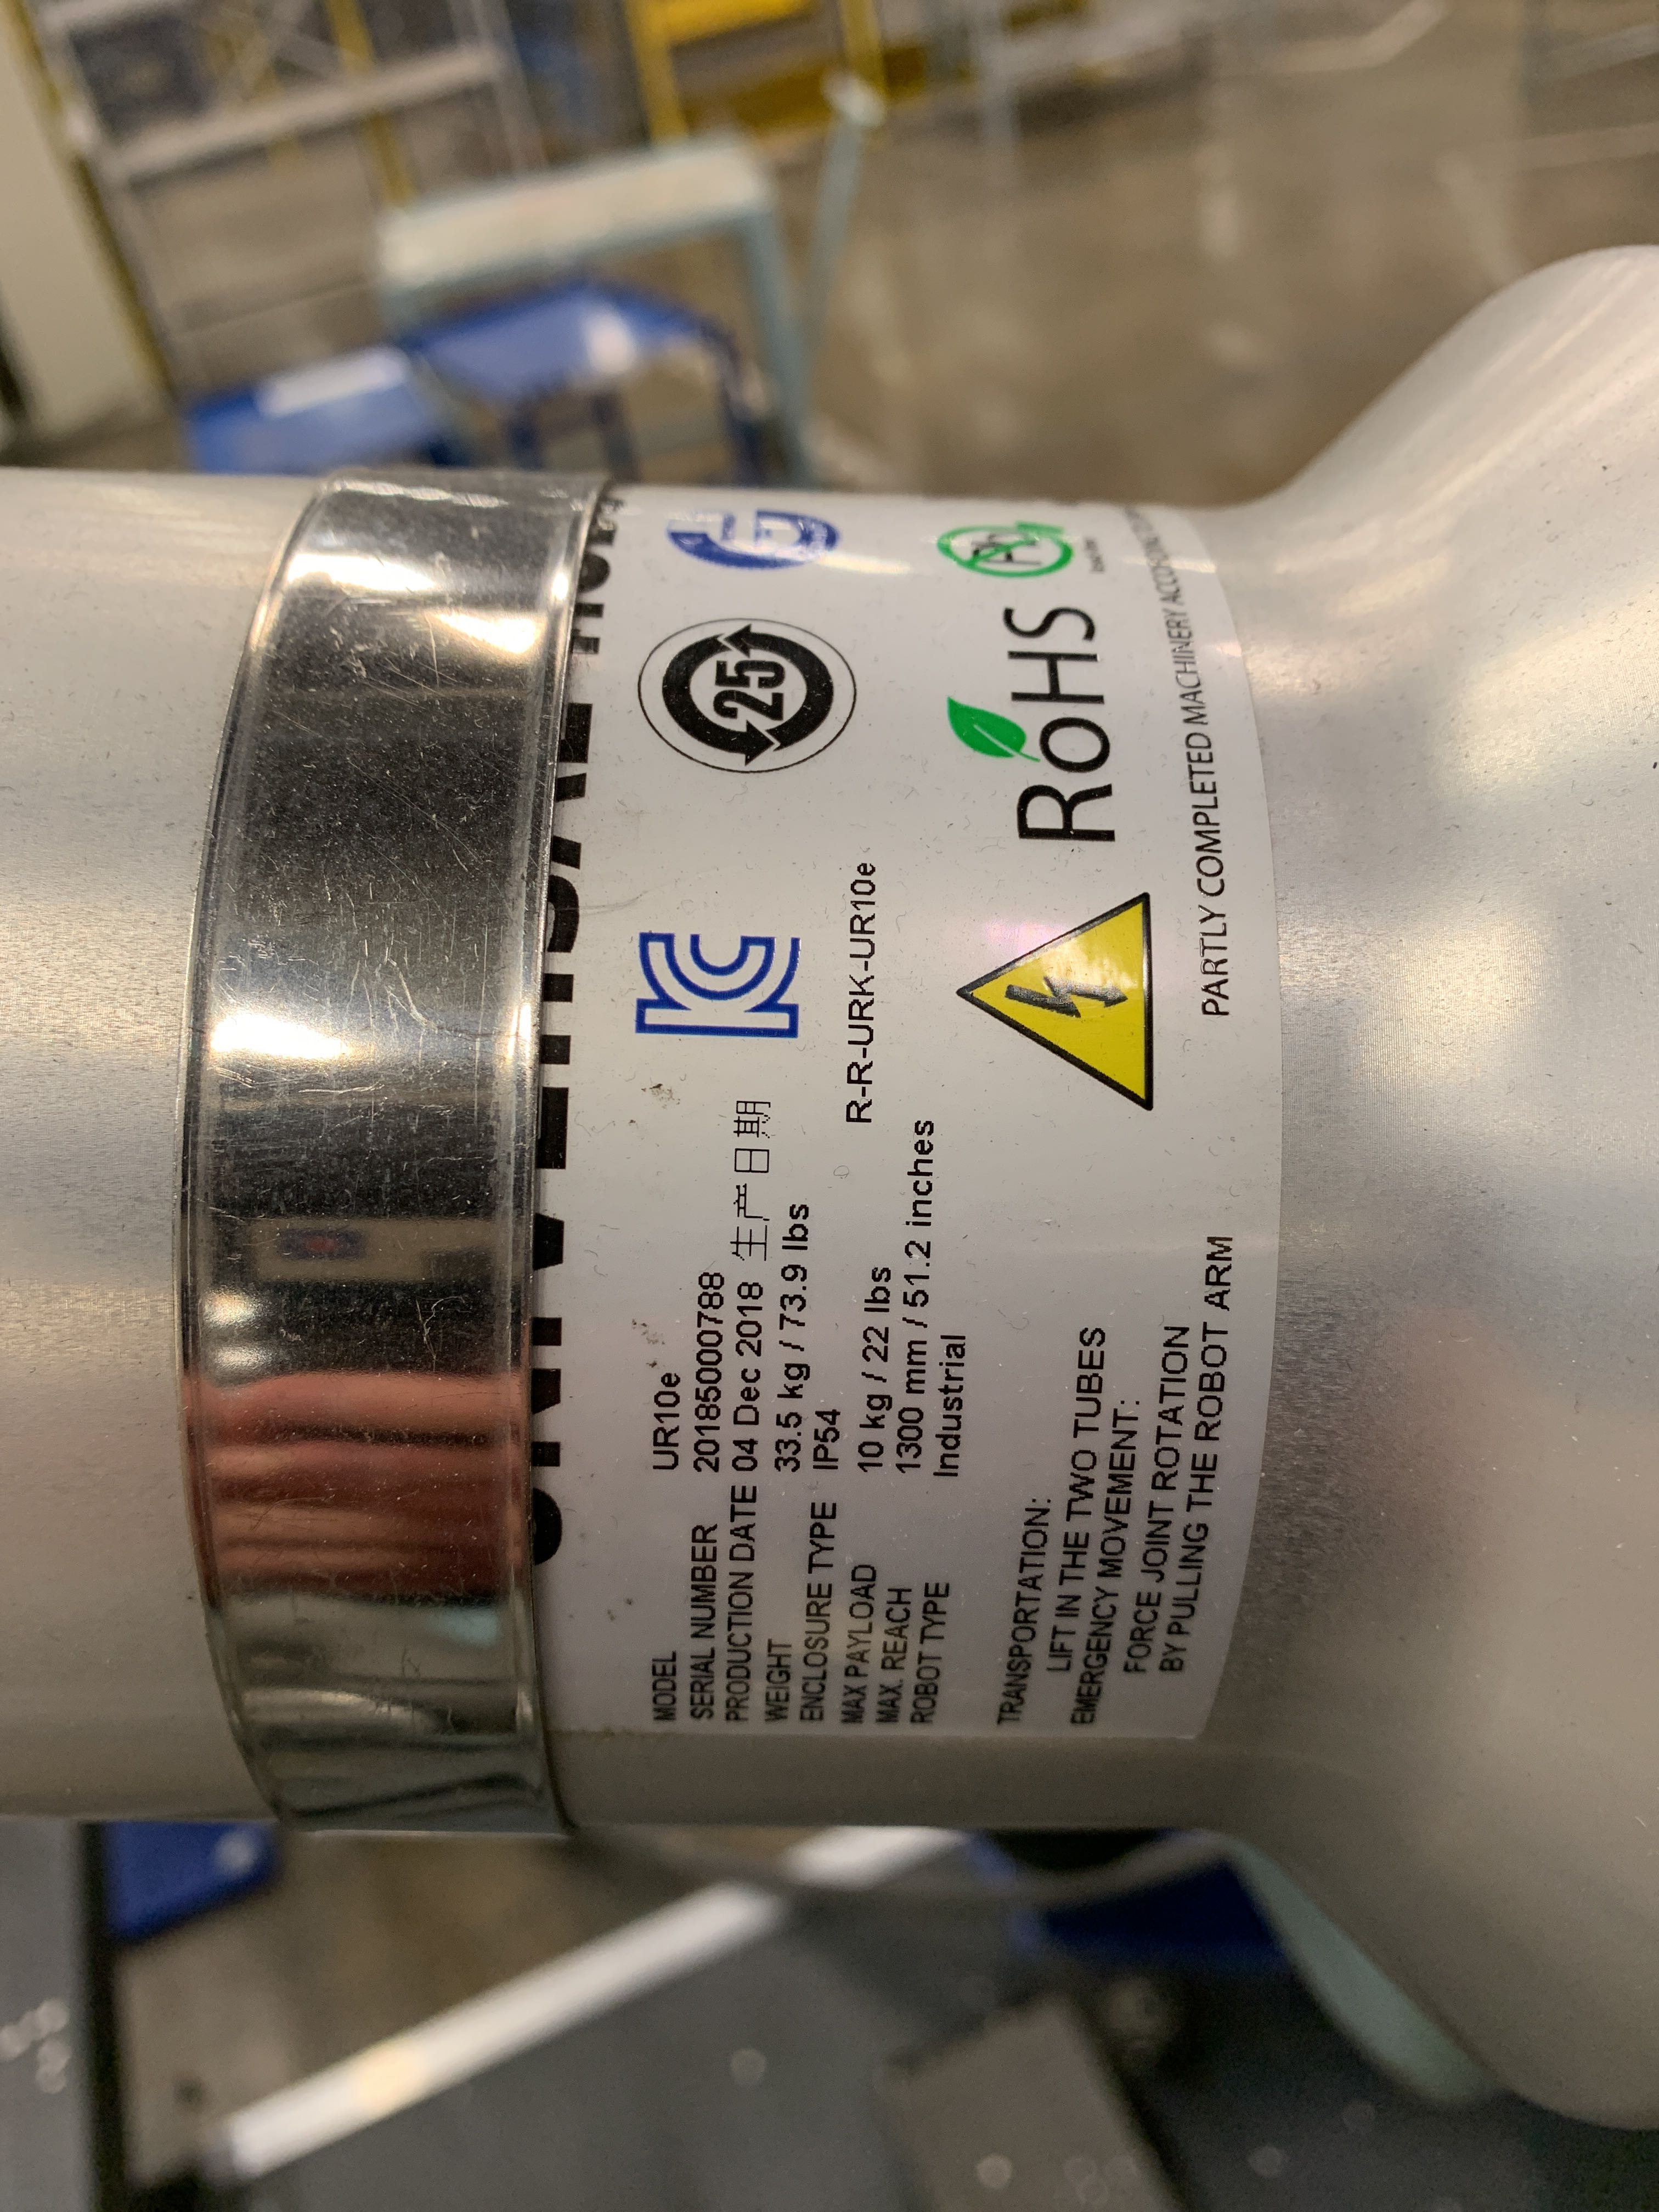 MODEL UR10e
SERIAL NUMBER 20185000788
PRODUCTION DATE 04 Dec 2018 生产日期
WEIGHT 33.5 kg / 73.9 lbs
ENCLOSURE TYPE IP54
R-R-URK-UR10e
MAX PAYLOAD 10 kg / 22 lbs
MAX. REACH 1300 mm / 51.2 inches
ROBOT TYPE Industrial
25
RoHS
Pb
TRANSPORTATION:
LIFT IN THE TWO TUBES
EMERGENCY MOVEMENT:
FORCE JOINT ROTATION
BY PULLING THE ROBOT ARM
PARTLY COMPLETED MACHINERY